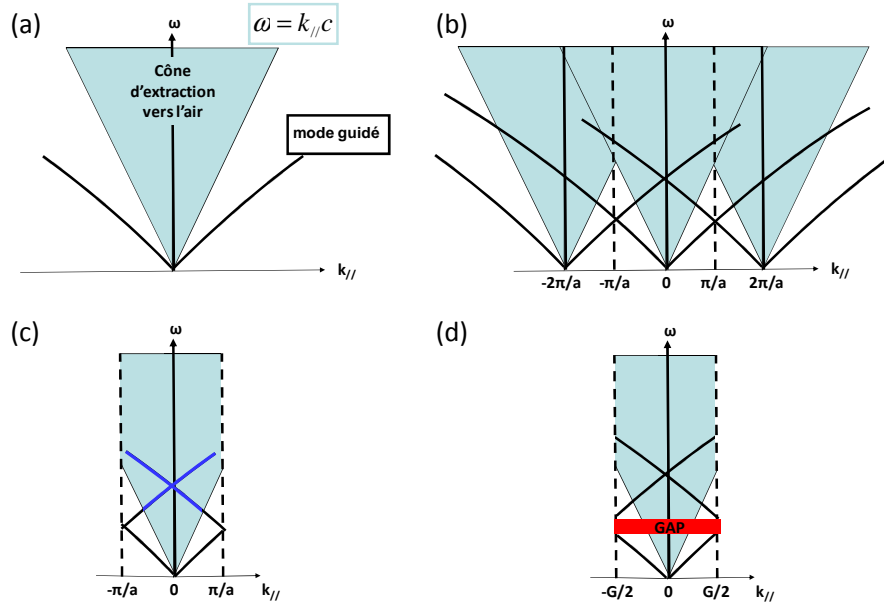 (a)
ω
ω = k//c
Cône
d'extraction
vers l'air
mode guidé
k//
(b)
ω
-2π/a
-π/a
0
π/a
2π/a
k//
(c)
ω
-π/a
0
π/a
k//
(d)
ω
GAP
-G/2
0
G/2
k//